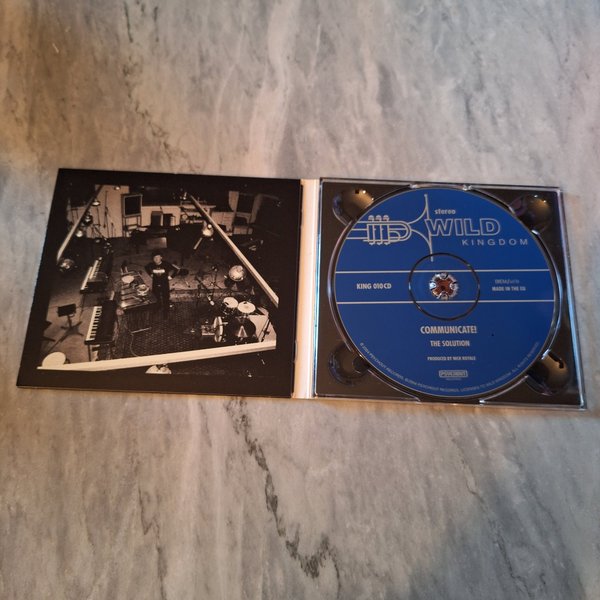 stereo
WILD
KINGDOM
KING 010CD
MADE IN THE EU
COMMUNICATE!
THE SOLUTION
PRODUCED BY NICK ROYALE